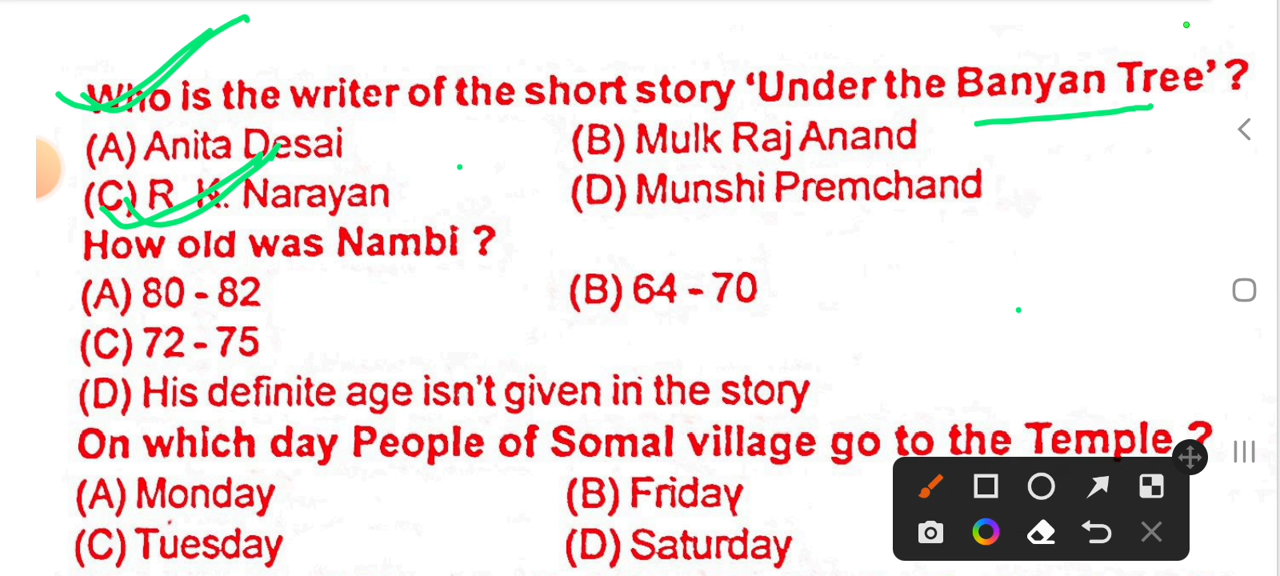 Who is the writer of the short story ‘Under the Banyan Tree’ ?
(A) Anita Desai (B) Mulk Raj Anand
(C) R. K. Narayan (D) Munshi Premchand
How old was Nambi ?
(A) 80 - 82 (B) 64 - 70
(C) 72 - 75
(D) His definite age isn't given in the story
On which day People of Somal village go to the Temple ?
(A) Monday (B) Friday
(C) Tuesday (D) Saturday